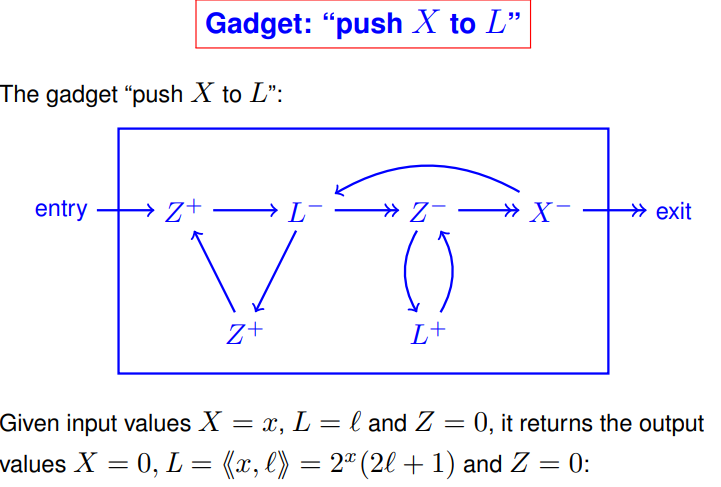 Gadget: “push X to L”
The gadget “push X to L”:
entry Z⁺ L⁻ Z⁻ X⁻ exit
Z⁺ L⁺
Given input values X = x, L = ℓ and Z = 0, it returns the output
values X = 0, L = ⟪x, ℓ⟫ = 2ˣ(2ℓ + 1) and Z = 0: